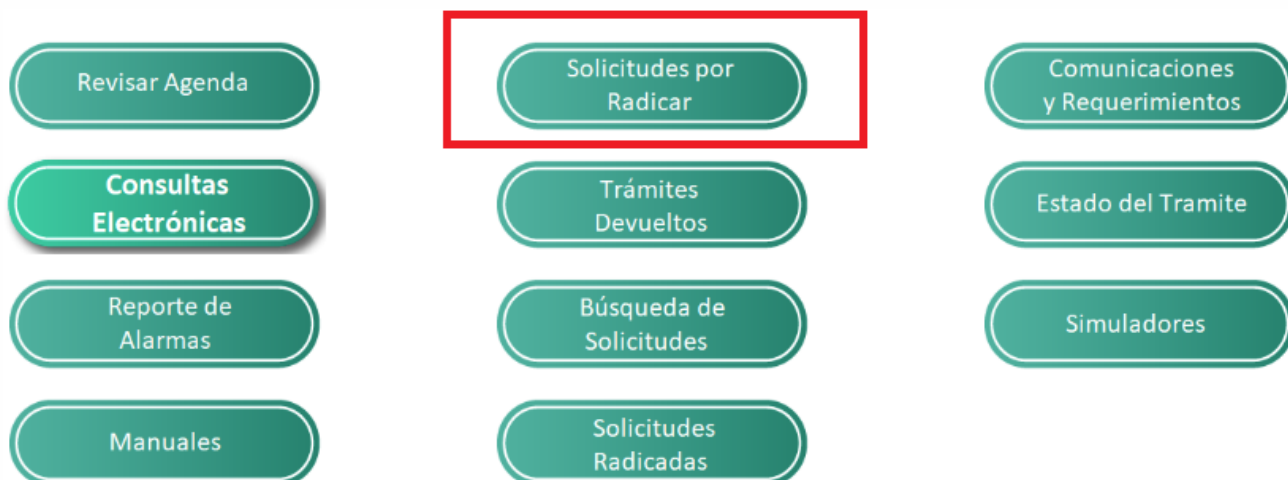 Revisar Agenda
Solicitudes por
Radicar
Comunicaciones
y Requerimientos
Consultas
Electrónicas
Trámites
Devueltos
Estado del Tramite
Reporte de
Alarmas
Búsqueda de
Solicitudes
Simuladores
Manuales
Solicitudes
Radicadas